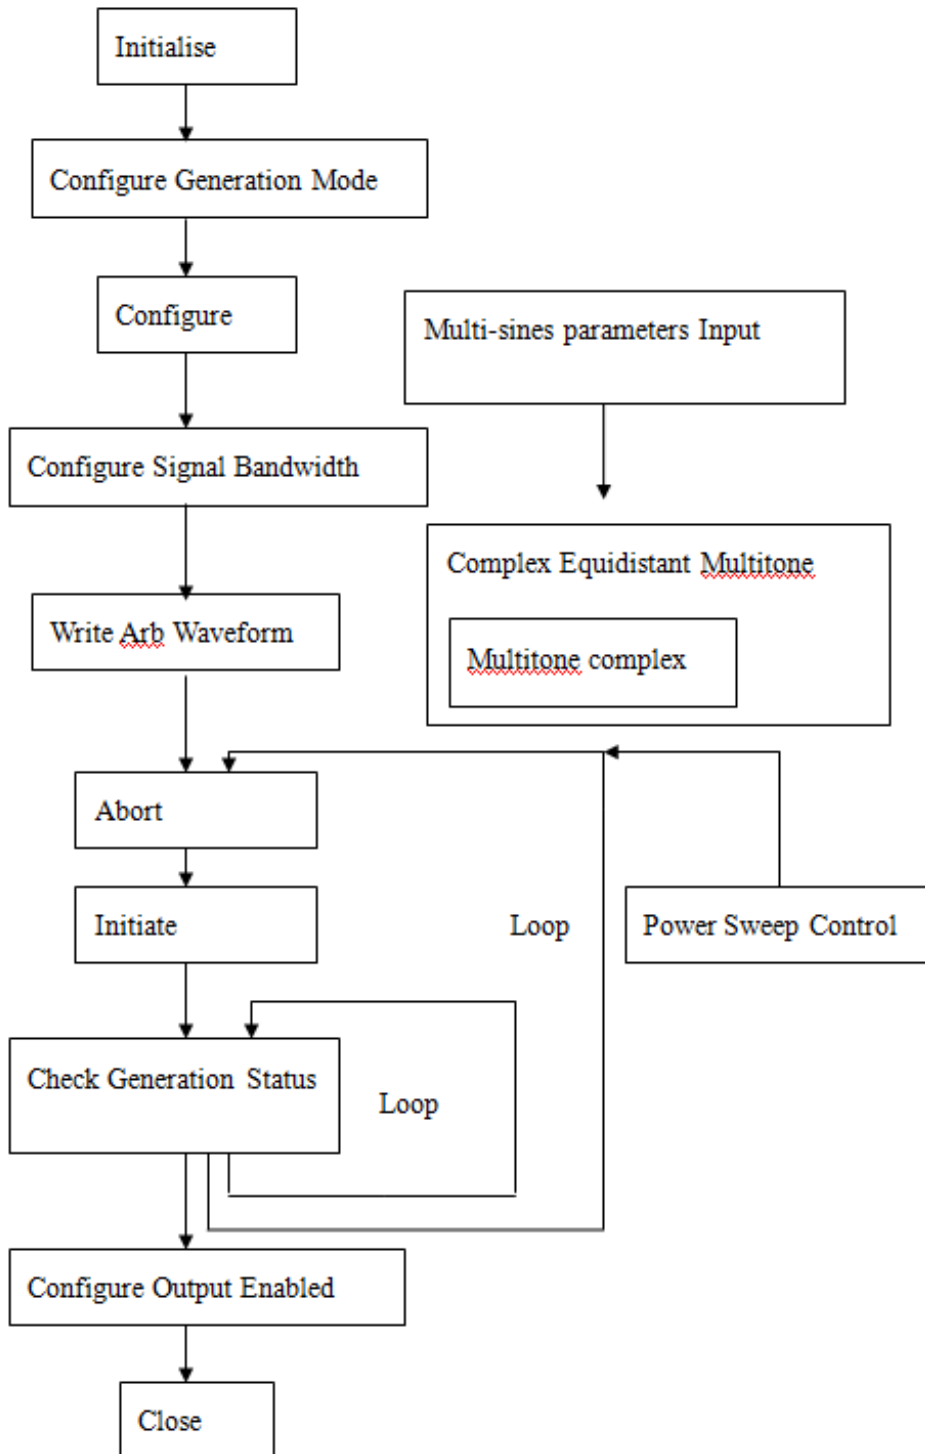 Initialise
Configure Generation Mode
Configure
Multi-sines parameters Input
Configure Signal Bandwidth
Complex Equidistant Multitone
Write Arb Waveform
Multitone complex
Abort
Initiate
Loop
Power Sweep Control
Check Generation Status
Loop
Configure Output Enabled
Close